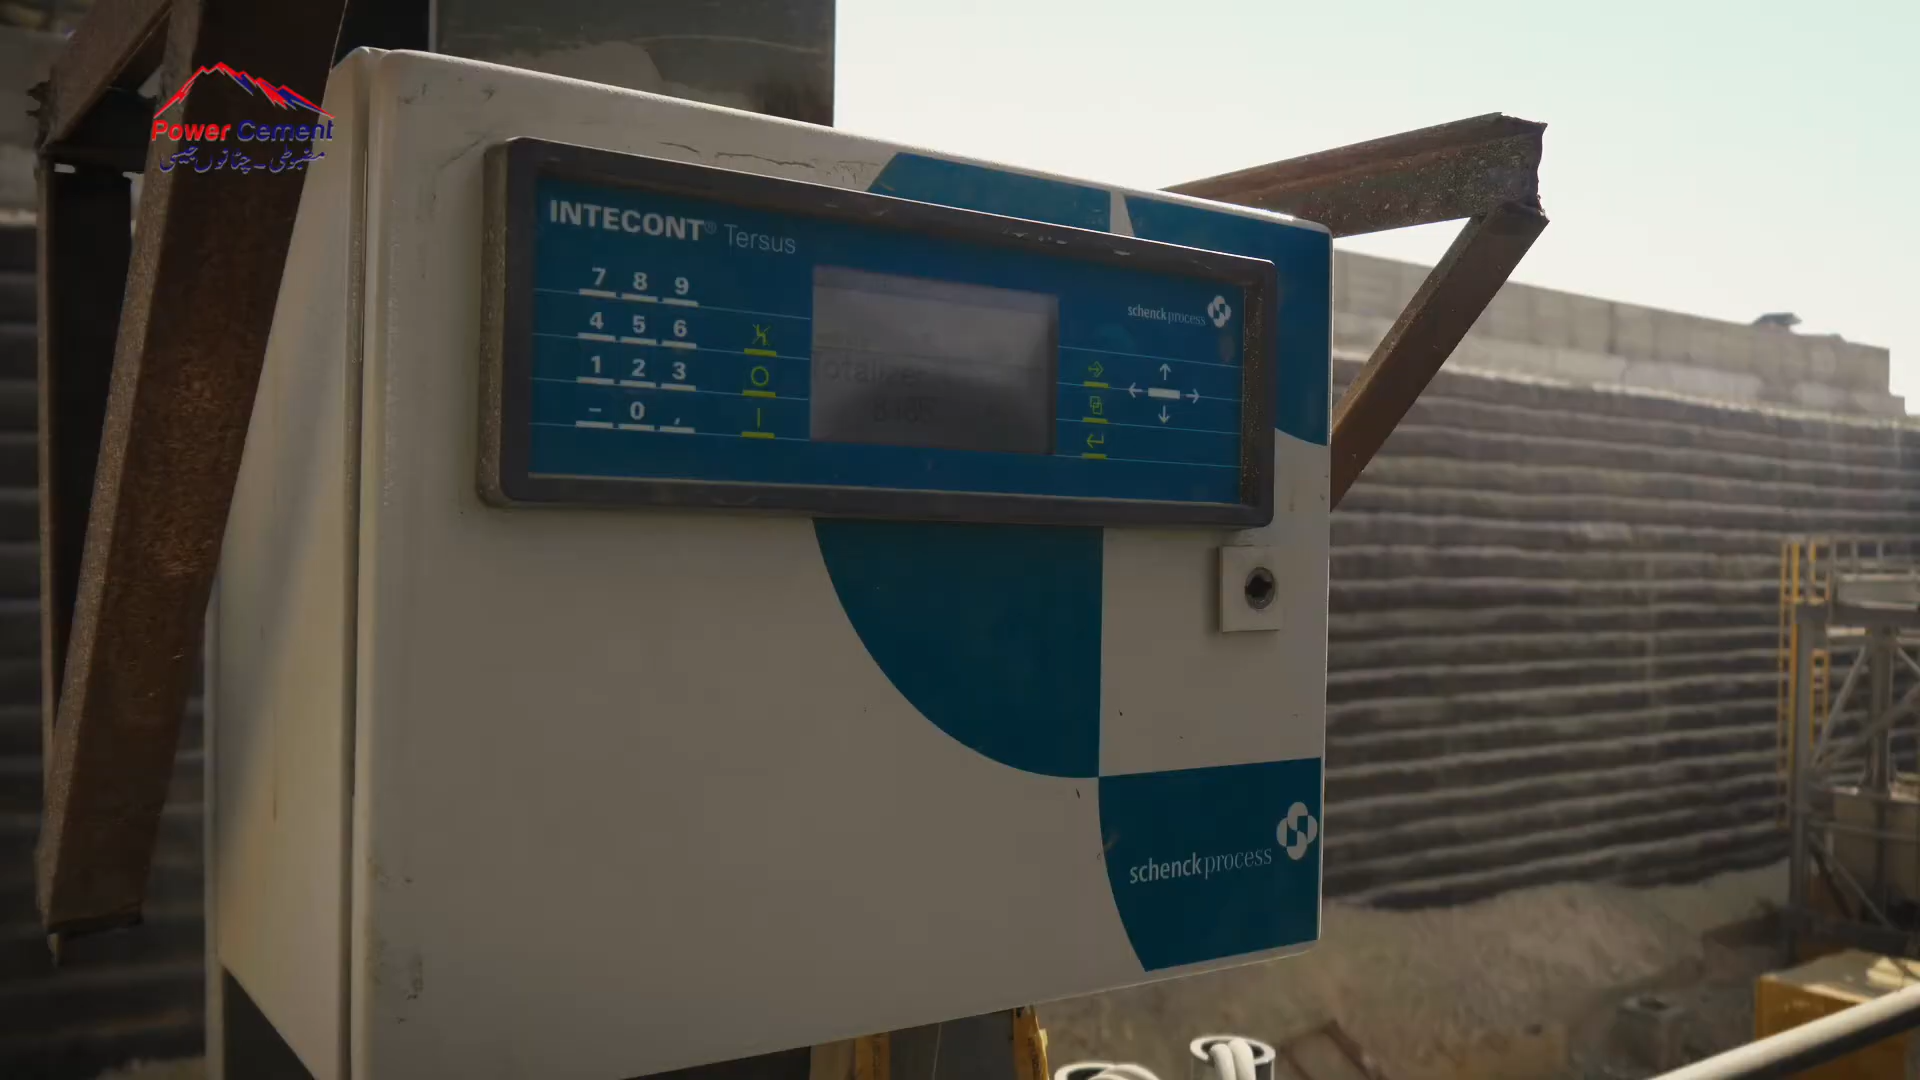 Power Cement
مضبوطی۔چٹانوں جیسی
INTECONT® Tersus
7 8 9
4 5 6
1 2 3
- 0 ,
schenck process
schenck process